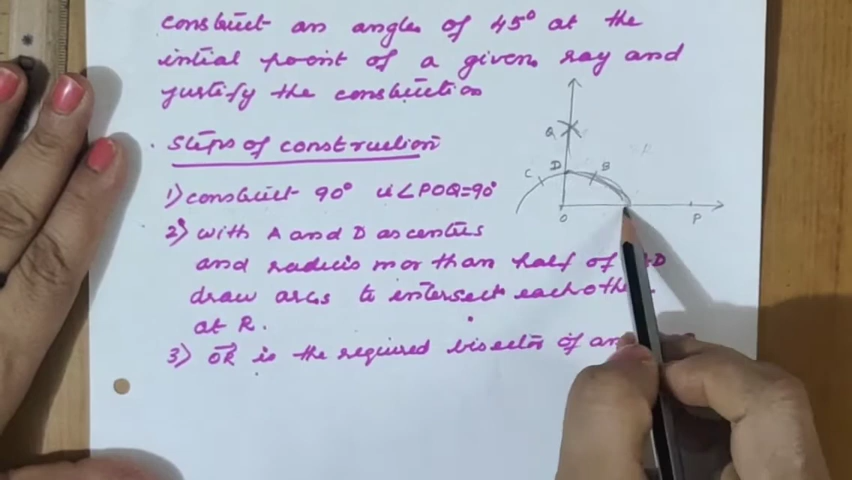 construct an angle of 45° at the
initial point of a given ray and
justify the construction
Steps of construction
1) construct 90° ie ∠POQ=90°
2) with A and D as centres
and radius mor than half of AD
draw arcs to intersect each other
at R.
3) OR is the required bisector of
Q
D
B
C
O
P